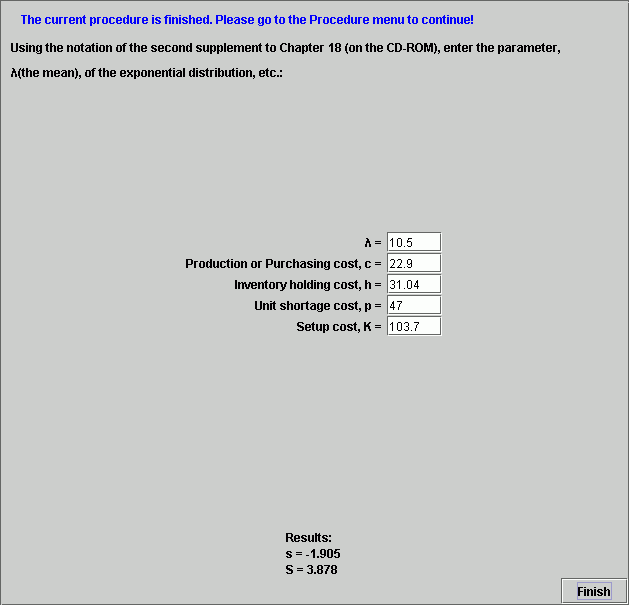 The current procedure is finished. Please go to the Procedure menu to continue!
Using the notation of the second supplement to Chapter 18 (on the CD-ROM), enter the parameter,
λ(the mean), of the exponential distribution, etc.:
λ = 10.5
Production or Purchasing cost, c = 22.9
Inventory holding cost, h = 31.04
Unit shortage cost, p = 47
Setup cost, K = 103.7
Results:
s = -1.905
S = 3.878
Finish